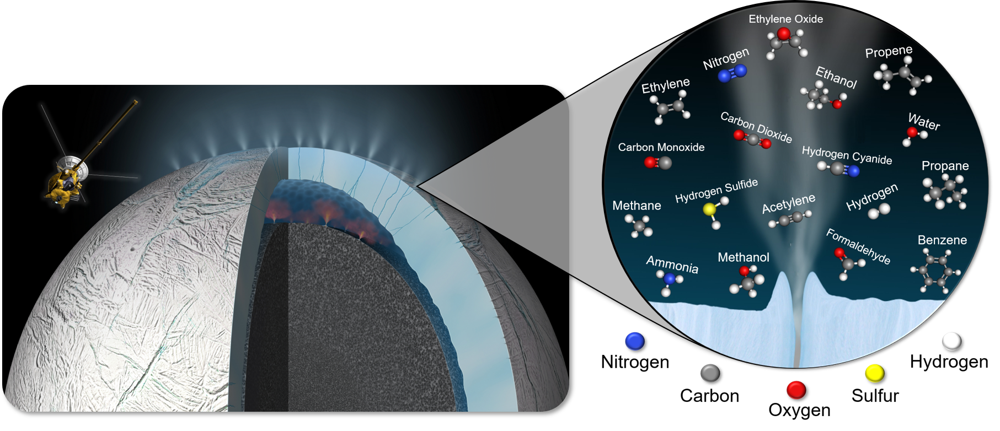 Ethylene Oxide
Nitrogen
Propene
Ethanol
Ethylene
Carbon Dioxide
Water
Carbon Monoxide
Hydrogen Cyanide
Propane
Hydrogen Sulfide
Hydrogen
Methane
Acetylene
Formaldehyde
Benzene
Ammonia
Methanol
Nitrogen
Hydrogen
Carbon
Sulfur
Oxygen